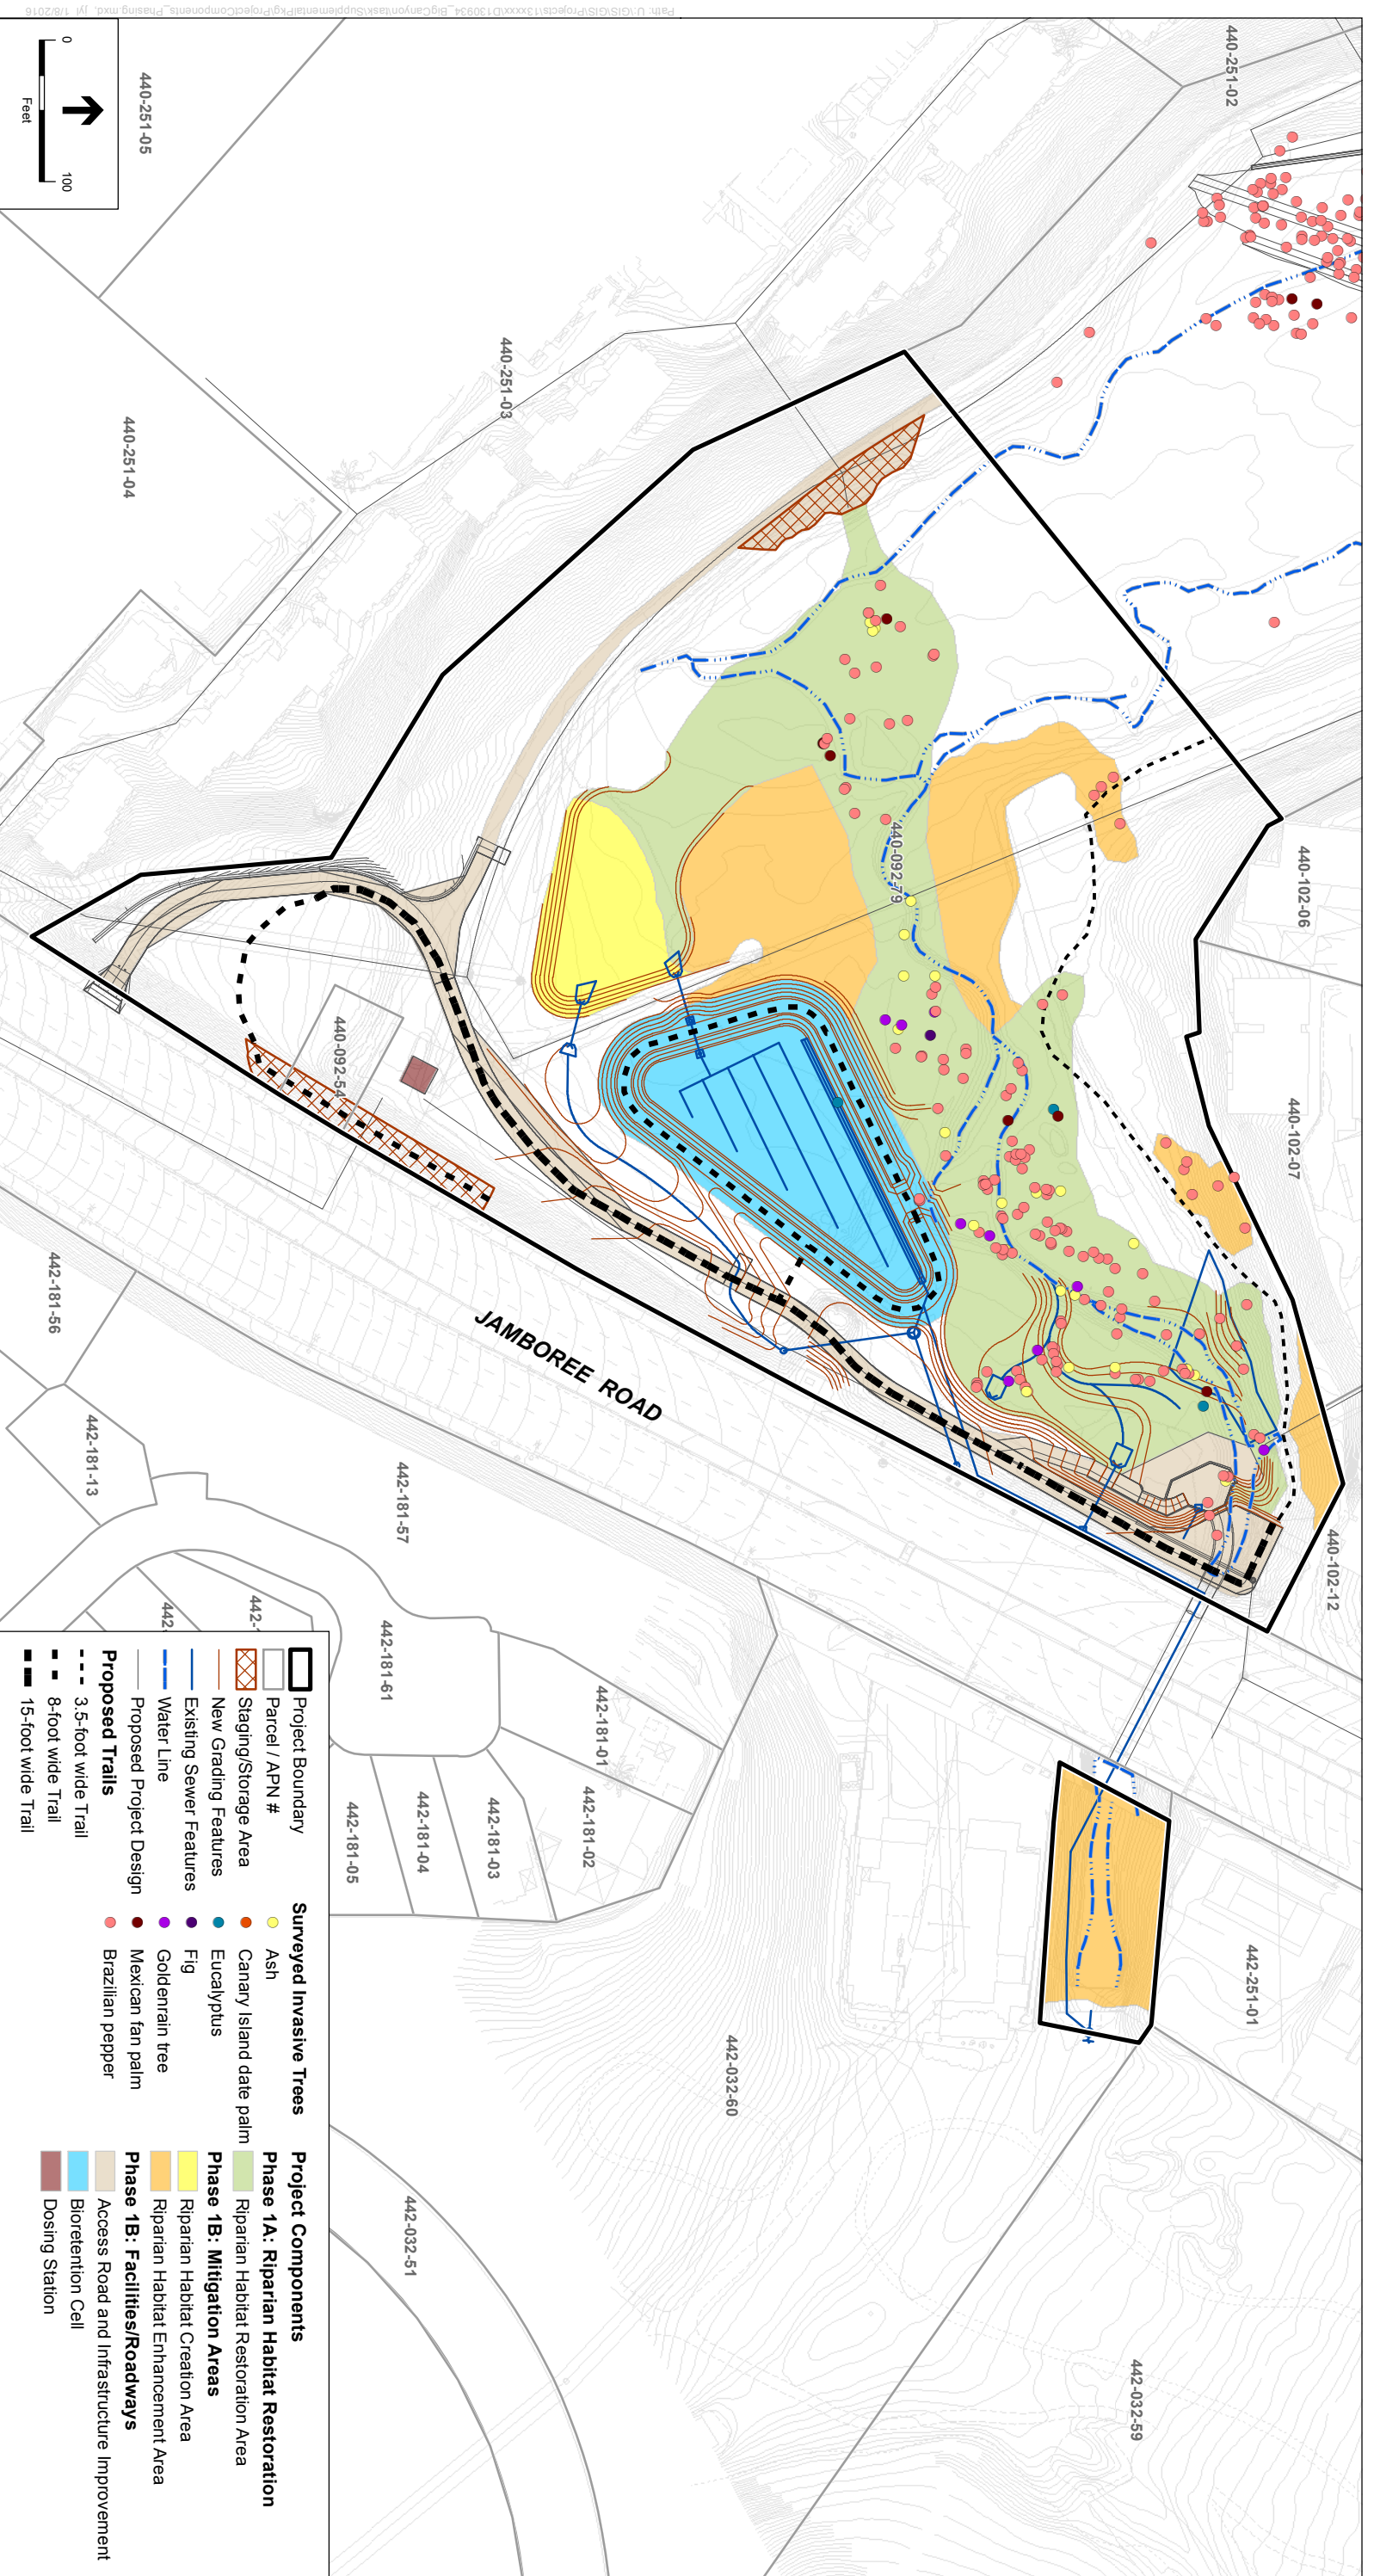 Path: U:\GIS\GIS\Projects\13xxxx\D130934_BigCanyon\task\SupplementalPkg\ProjectComponents_Phasing.mxd, jyl 1/8/2016
0
100
Feet
440-251-05
440-251-02
440-251-04
440-251-03
440-102-06
440-092-79
440-102-07
440-092-54
JAMBOREE ROAD
440-102-12
442-181-56
442-181-13
442-181-57
442-181-61
442-181-01
442-181-02
442-181-03
442-181-04
442-181-05
442-
442-
442-251-01
442-032-60
442-032-51
442-032-59
Project Boundary
Parcel / APN #
Staging/Storage Area
New Grading Features
Existing Sewer Features
Water Line
Proposed Project Design
Proposed Trails
3.5-foot wide Trail
8-foot wide Trail
15-foot wide Trail
Surveyed Invasive Trees
Ash
Canary Island date palm
Eucalyptus
Fig
Goldenrain tree
Mexican fan palm
Brazilian pepper
Project Components
Phase 1A: Riparian Habitat Restoration
Riparian Habitat Restoration Area
Phase 1B: Mitigation Areas
Riparian Habitat Creation Area
Riparian Habitat Enhancement Area
Phase 1B: Facilities/Roadways
Access Road and Infrastructure Improvement
Bioretention Cell
Dosing Station